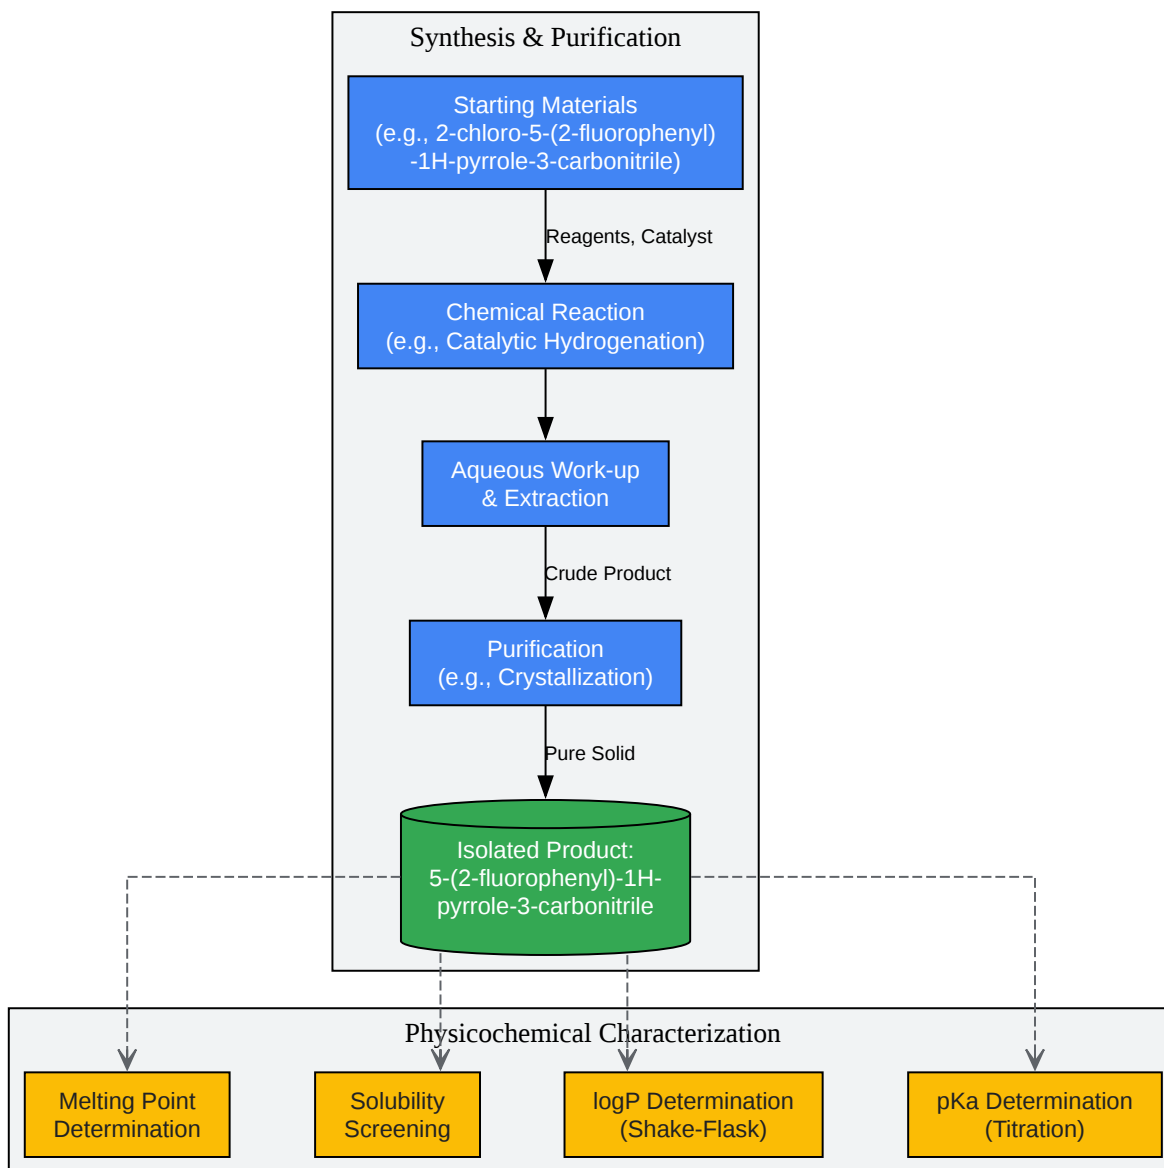 Synthesis & Purification
Starting Materials
(e.g., 2-chloro-5-(2-fluorophenyl)
-1H-pyrrole-3-carbonitrile)
Reagents, Catalyst
Chemical Reaction
(e.g., Catalytic Hydrogenation)
Aqueous Work-up
& Extraction
Crude Product
Purification
(e.g., Crystallization)
Pure Solid
Isolated Product:
5-(2-fluorophenyl)-1H-
pyrrole-3-carbonitrile
Physicochemical Characterization
Melting Point
Determination
Solubility
Screening
logP Determination
(Shake-Flask)
pKa Determination
(Titration)